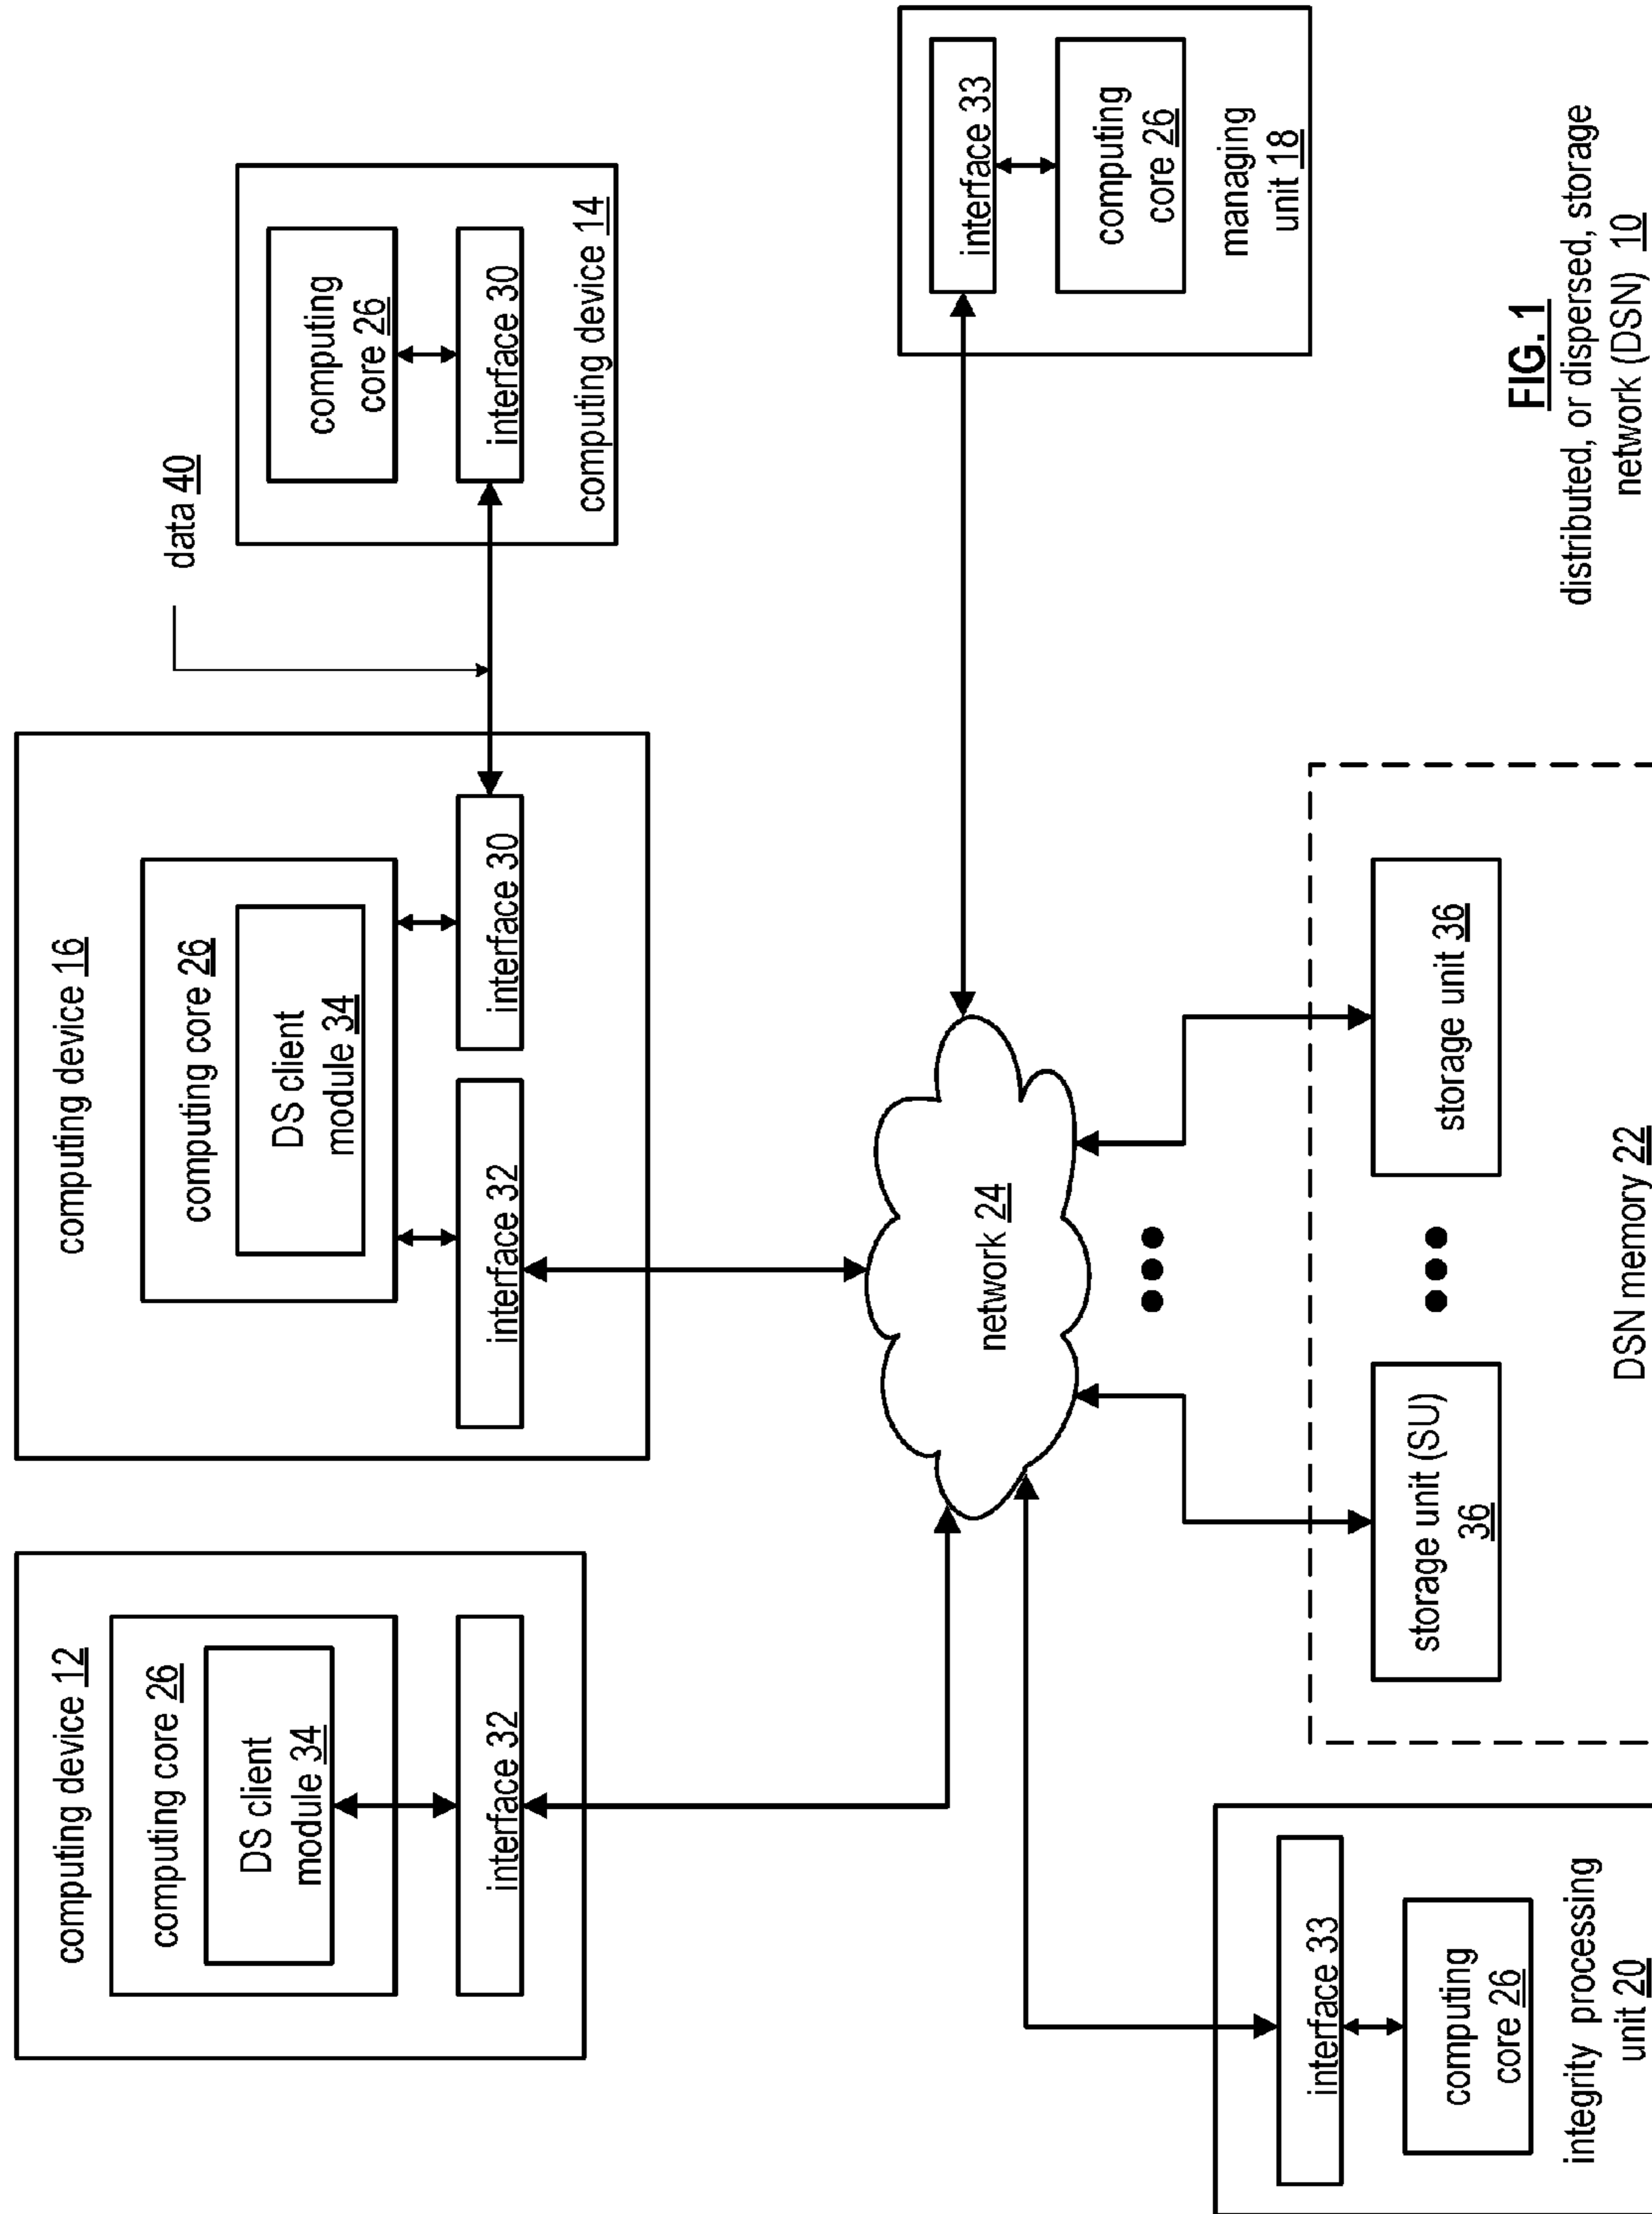 computing device 12
computing core 26
DS client
module 34
interface 32
computing device 16
computing core 26
DS client
module 34
interface 32
interface 30
data 40
computing
core 26
interface 30
computing device 14
network 24
interface 33
computing
core 26
managing
unit 18
interface 33
computing
core 26
integrity processing
unit 20
storage unit (SU)
36
storage unit 36
DSN memory 22
FIG. 1
distributed, or dispersed, storage
network (DSN) 10